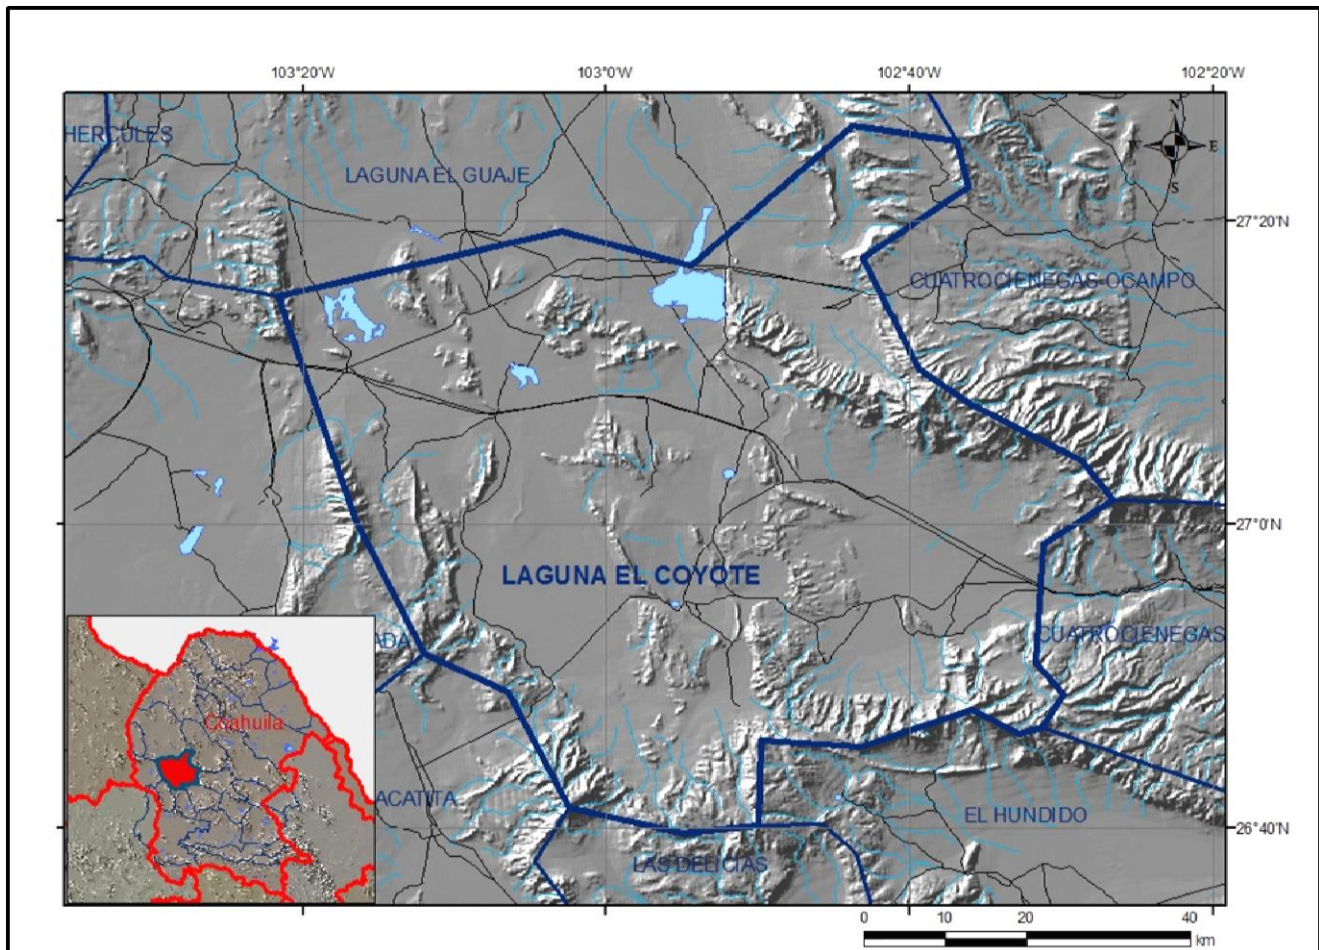 103°20'W 103°0'W 102°40'W 102°20'W
N
E
S
HERCULES
LAGUNA EL GUAJE
27°20'N
CUATROCIENEGAS-OCAMPO
27°0'N
LAGUNA EL COYOTE
CUATROCIENEGAS
ADA
Coahuila
ACATITA
EL HUNDIDO
26°40'N
LAS DELICIAS
0 10 20 40
km